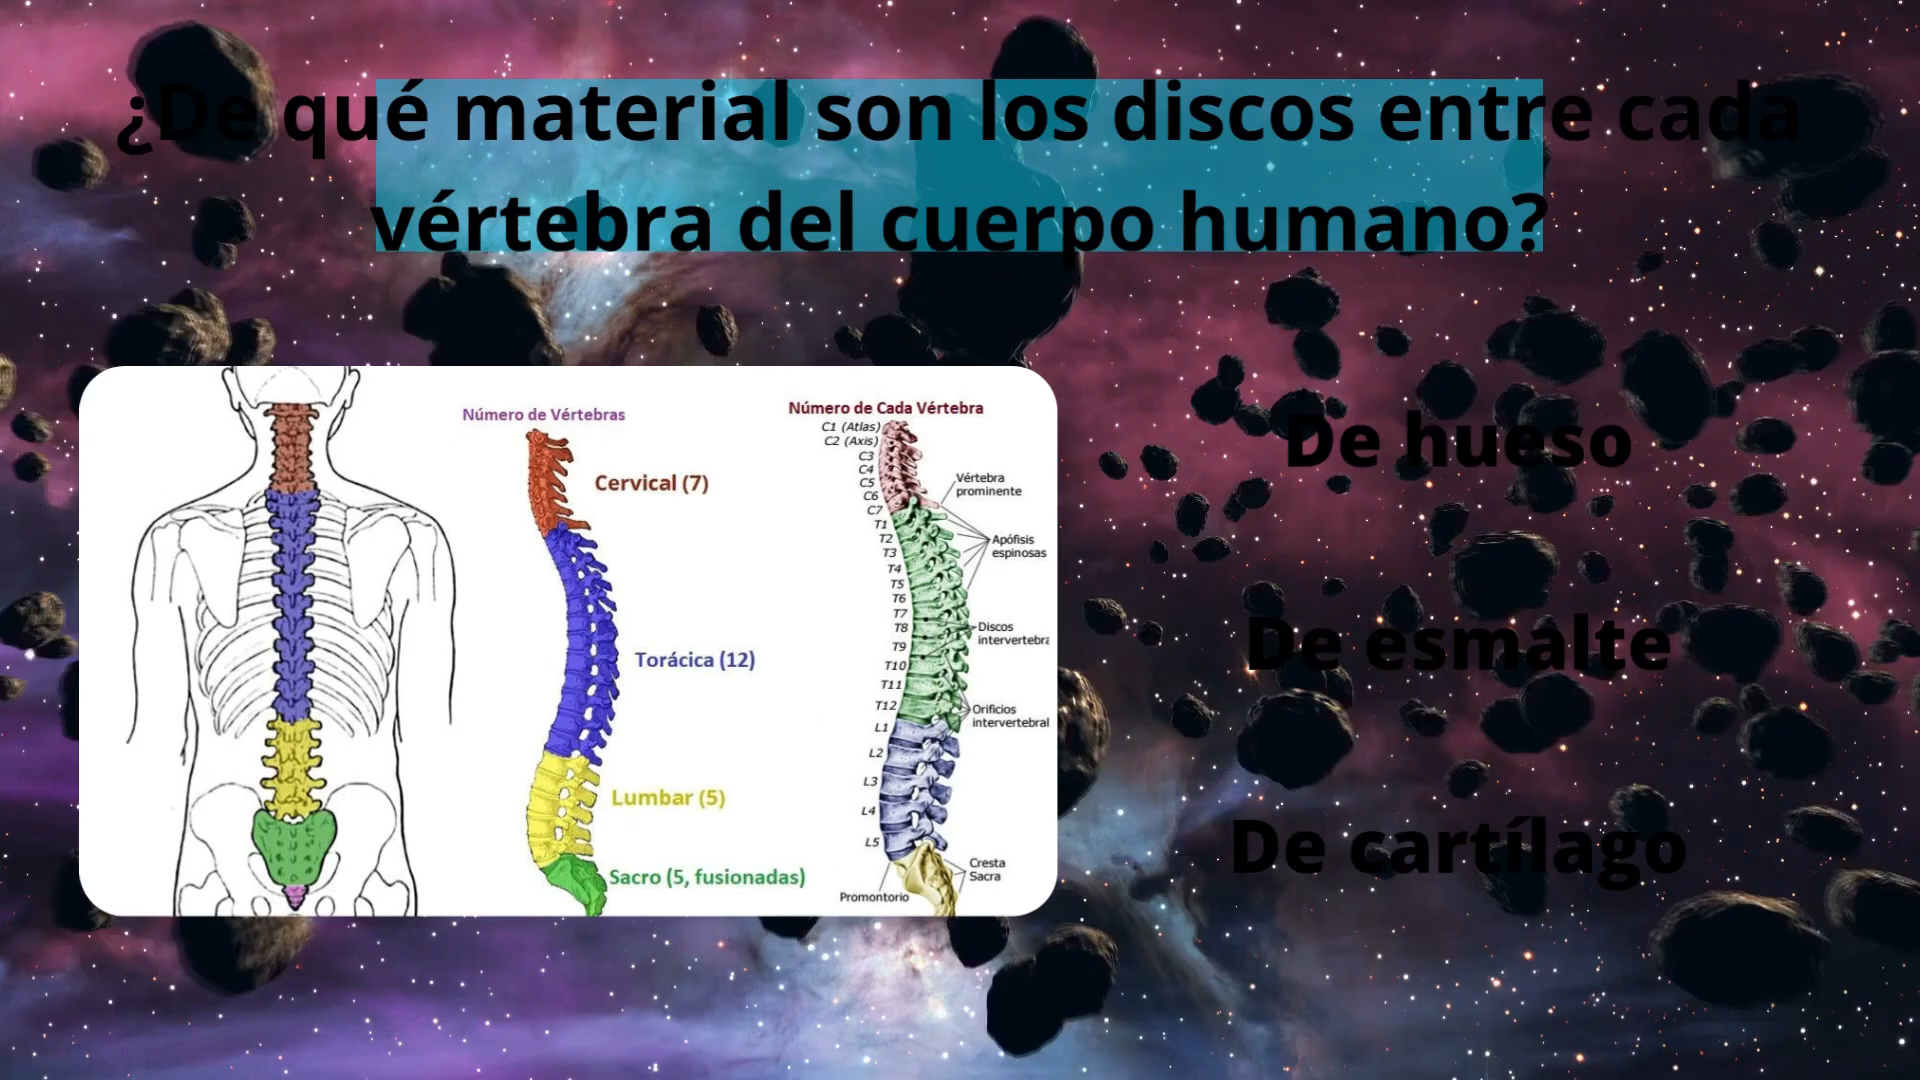 ¿De qué material son los discos entre cada
vértebra del cuerpo humano?
Número de Vértebras
Cervical (7)
Torácica (12)
Lumbar (5)
Sacro (5, fusionadas)
Número de Cada Vértebra
C1 (Atlas)
C2 (Axis)
C3
C4
C5
C6
C7
T1
T2
T3
T4
T5
T6
T7
T8
T9
T10
T11
T12
L1
L2
L3
L4
L5
Vértebra
prominente
Apófisis
espinosas
Discos
intervertebra
Orificios
intervertebral
Cresta
Sacra
Promontorio
De hueso
De esmalte
De cartílago